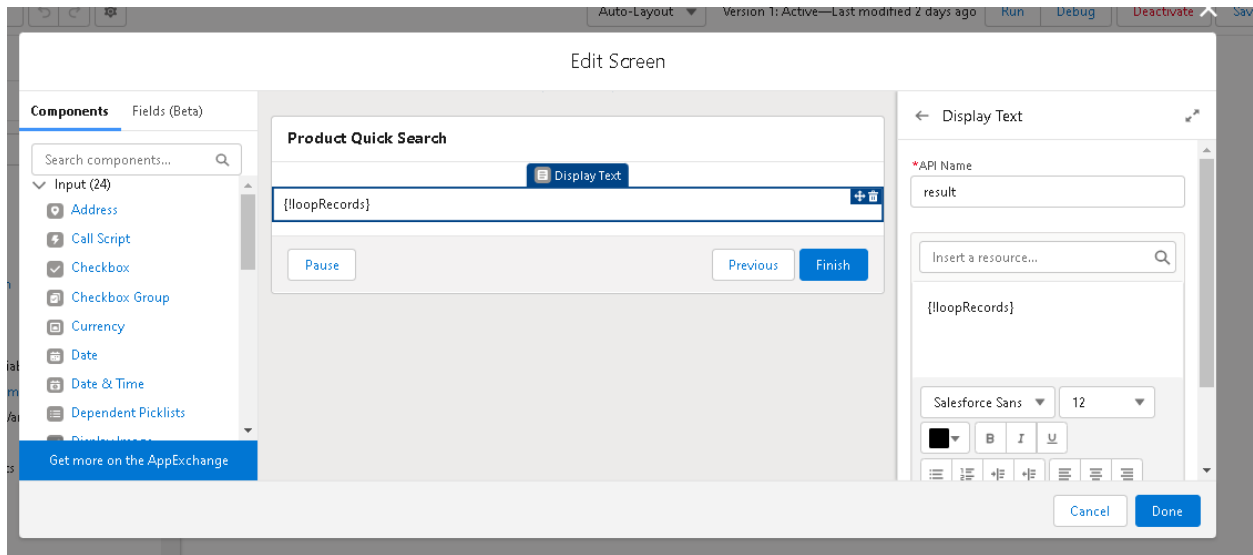 Auto-Layout
Version 1: Active—Last modified 2 days ago
Run
Debug
Deactivate
Sav
Edit Screen
Components
Fields (Beta)
Search components...
Input (24)
Address
Call Script
Checkbox
Checkbox Group
Currency
Date
Date & Time
Dependent Picklists
Display Image
Get more on the AppExchange
Product Quick Search
Display Text
{!loopRecords}
Pause
Previous
Finish
Display Text
*API Name
result
Insert a resource...
{!loopRecords}
Salesforce Sans
12
B
I
U
Cancel
Done